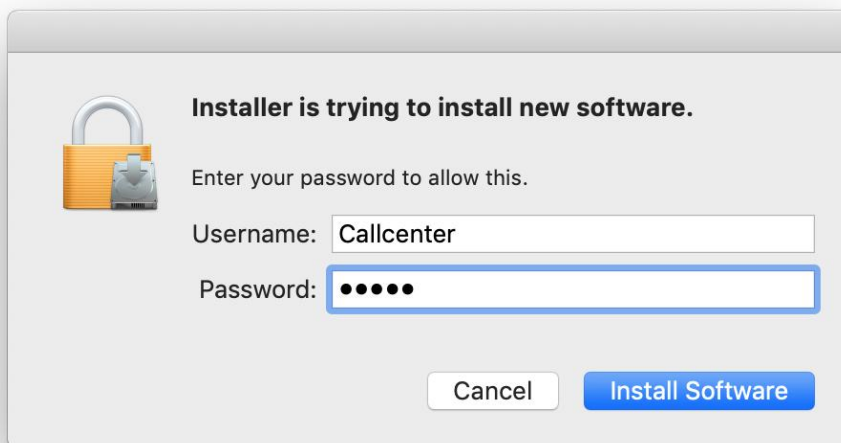 Installer is trying to install new software.
Enter your password to allow this.
Username: Callcenter
Password: •••••
Cancel Install Software